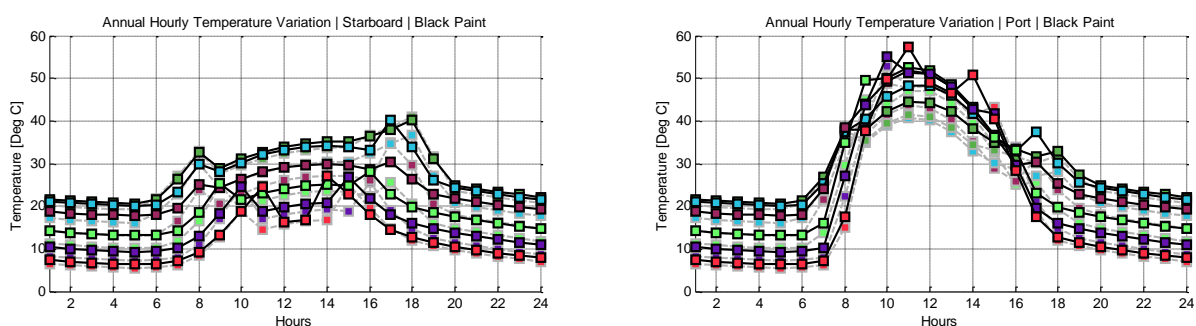 Annual Hourly Temperature Variation | Starboard | Black Paint
60
50
40
30
20
10
0
Temperature [Deg C]
2 4 6 8 10 12 14 16 18 20 22 24
Hours
Annual Hourly Temperature Variation | Port | Black Paint
60
50
40
30
20
10
0
Temperature [Deg C]
2 4 6 8 10 12 14 16 18 20 22 24
Hours